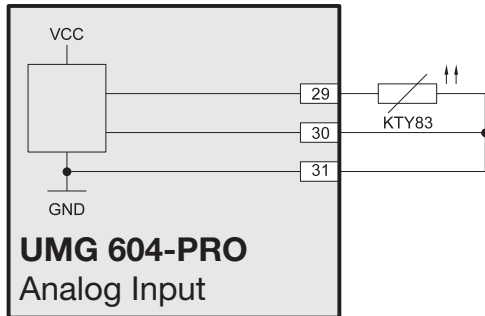 VCC
29
KTY83
30
31
GND
UMG 604-PRO
Analog Input